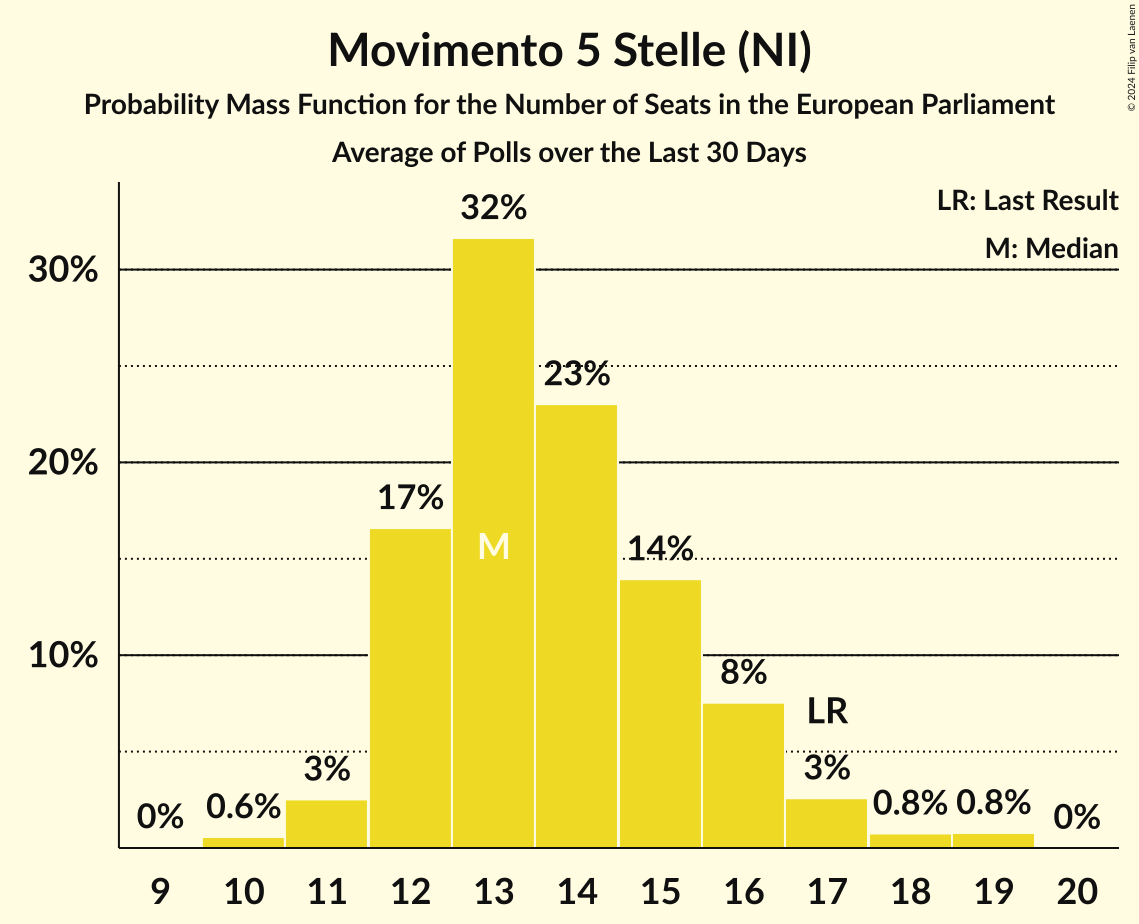 Movimento 5 Stelle (NI)
Probability Mass Function for the Number of Seats in the European Parliament
Average of Polls over the Last 30 Days
© 2024 Filip van Laenen
LR: Last Result
M: Median
30%
20%
10%
0%
0.6%
3%
17%
32%
M
23%
14%
8%
LR
3%
0.8%
0.8%
0%
9 10 11 12 13 14 15 16 17 18 19 20